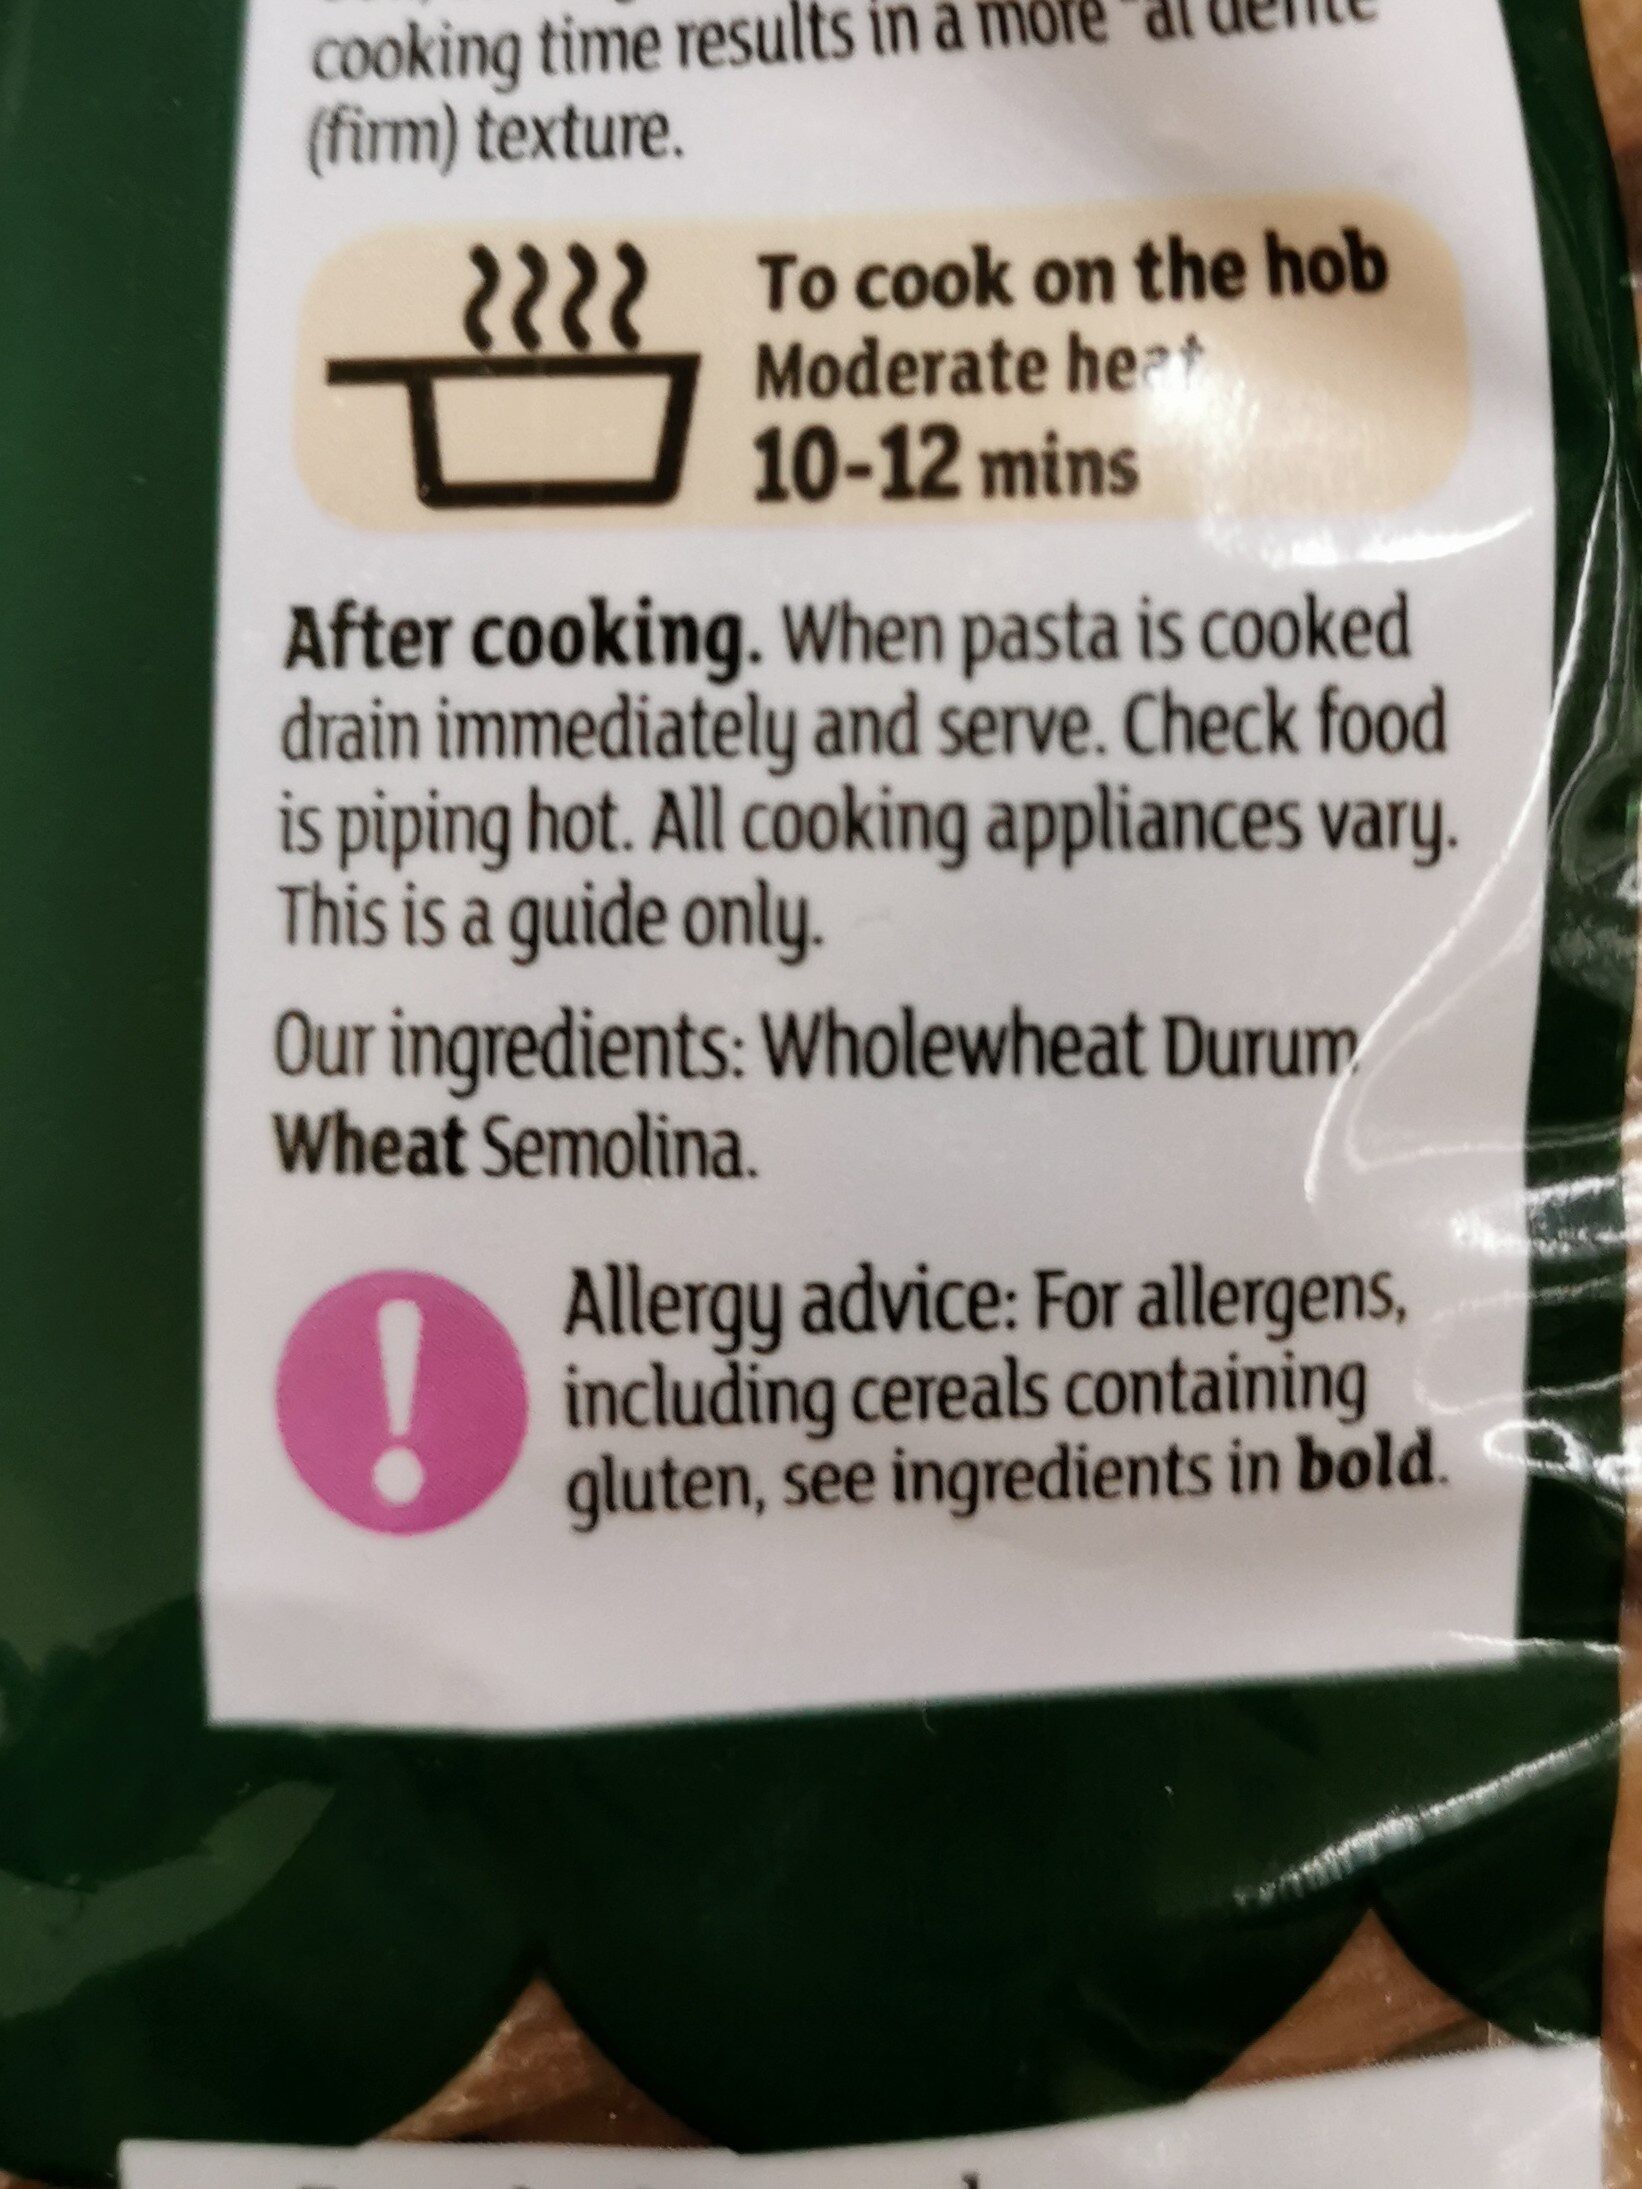 cooking time results in a more "al dente"
(firm) texture.
To cook on the hob
Moderate heat
10-12 mins
After cooking. When pasta is cooked
drain immediately and serve. Check food
is piping hot. All cooking appliances vary.
This is a guide only.
Our ingredients: Wholewheat Durum
Wheat Semolina.
Allergy advice: For allergens,
including cereals containing
gluten, see ingredients in bold.